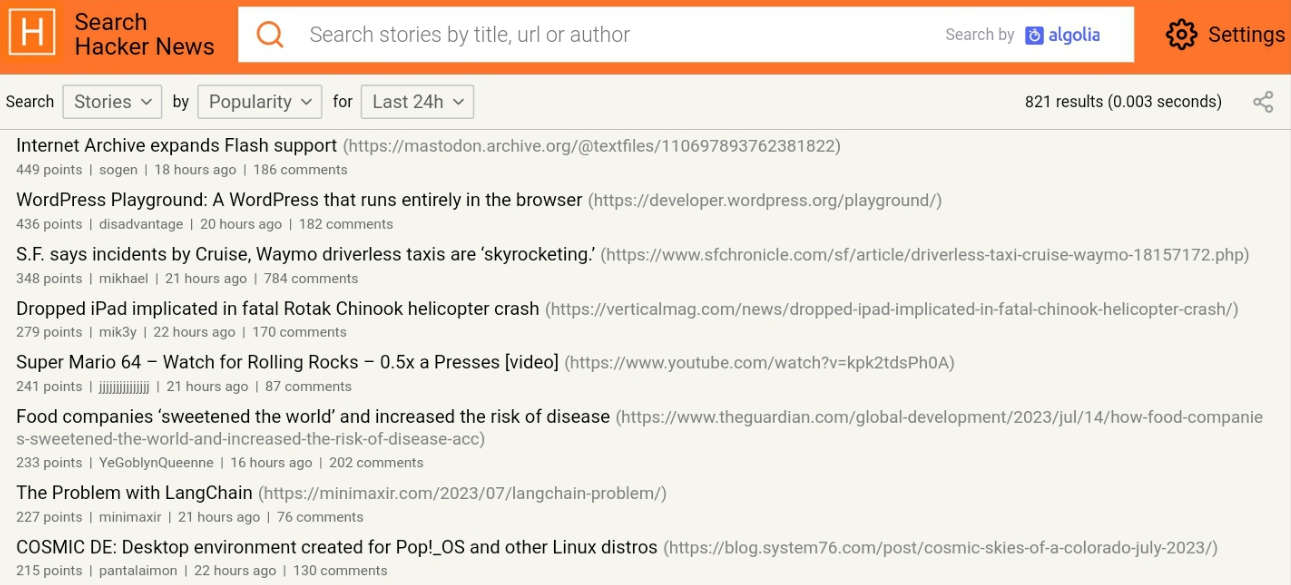 H
Search
Hacker News
Search stories by title, url or author
Search by algolia
Settings
Search Stories by Popularity for Last 24h 821 results (0.003 seconds)
Internet Archive expands Flash support (https://mastodon.archive.org/@textfiles/110697893762381822)
449 points | sogen | 18 hours ago | 186 comments
WordPress Playground: A WordPress that runs entirely in the browser (https://developer.wordpress.org/playground/)
436 points | disadvantage | 20 hours ago | 182 comments
S.F. says incidents by Cruise, Waymo driverless taxis are ‘skyrocketing.’ (https://www.sfchronicle.com/sf/article/driverless-taxi-cruise-waymo-18157172.php)
348 points | mikhael | 21 hours ago | 784 comments
Dropped iPad implicated in fatal Rotak Chinook helicopter crash (https://verticalmag.com/news/dropped-ipad-implicated-in-fatal-chinook-helicopter-crash/)
279 points | mik3y | 22 hours ago | 170 comments
Super Mario 64 – Watch for Rolling Rocks – 0.5x a Presses [video] (https://www.youtube.com/watch?v=kpk2tdsPh0A)
241 points | jjjjjjjjjjjjjjj | 21 hours ago | 87 comments
Food companies ‘sweetened the world’ and increased the risk of disease (https://www.theguardian.com/global-development/2023/jul/14/how-food-companie
s-sweetened-the-world-and-increased-the-risk-of-disease-acc)
233 points | YeGoblynQueenne | 16 hours ago | 202 comments
The Problem with LangChain (https://minimaxir.com/2023/07/langchain-problem/)
227 points | minimaxir | 21 hours ago | 76 comments
COSMIC DE: Desktop environment created for Pop!_OS and other Linux distros (https://blog.system76.com/post/cosmic-skies-of-a-colorado-july-2023/)
215 points | pantalaimon | 22 hours ago | 130 comments